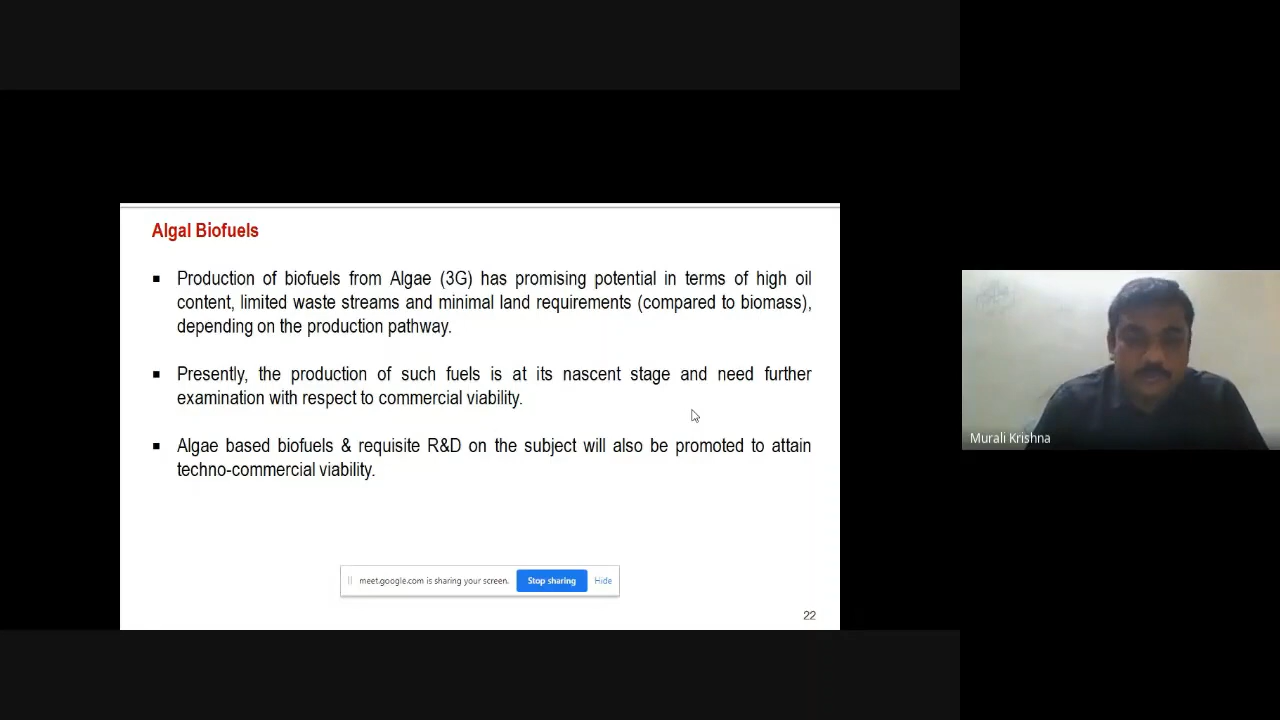 Algal Biofuels
▪ Production of biofuels from Algae (3G) has promising potential in terms of high oil
content, limited waste streams and minimal land requirements (compared to biomass),
depending on the production pathway.
▪ Presently, the production of such fuels is at its nascent stage and need further
examination with respect to commercial viability.
▪ Algae based biofuels & requisite R&D on the subject will also be promoted to attain
techno-commercial viability.
meet.google.com is sharing your screen. Stop sharing Hide
22
Murali Krishna